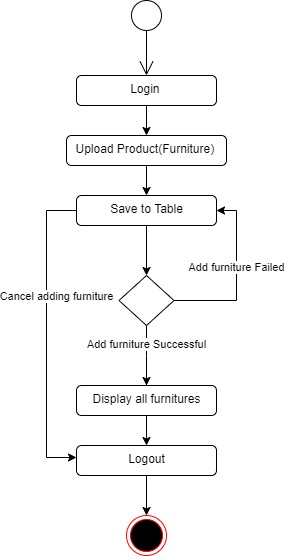 Login
Upload Product(Furniture)
Save to Table
Add furniture Failed
Cancel adding furniture
Add furniture Successful
Display all furnitures
Logout